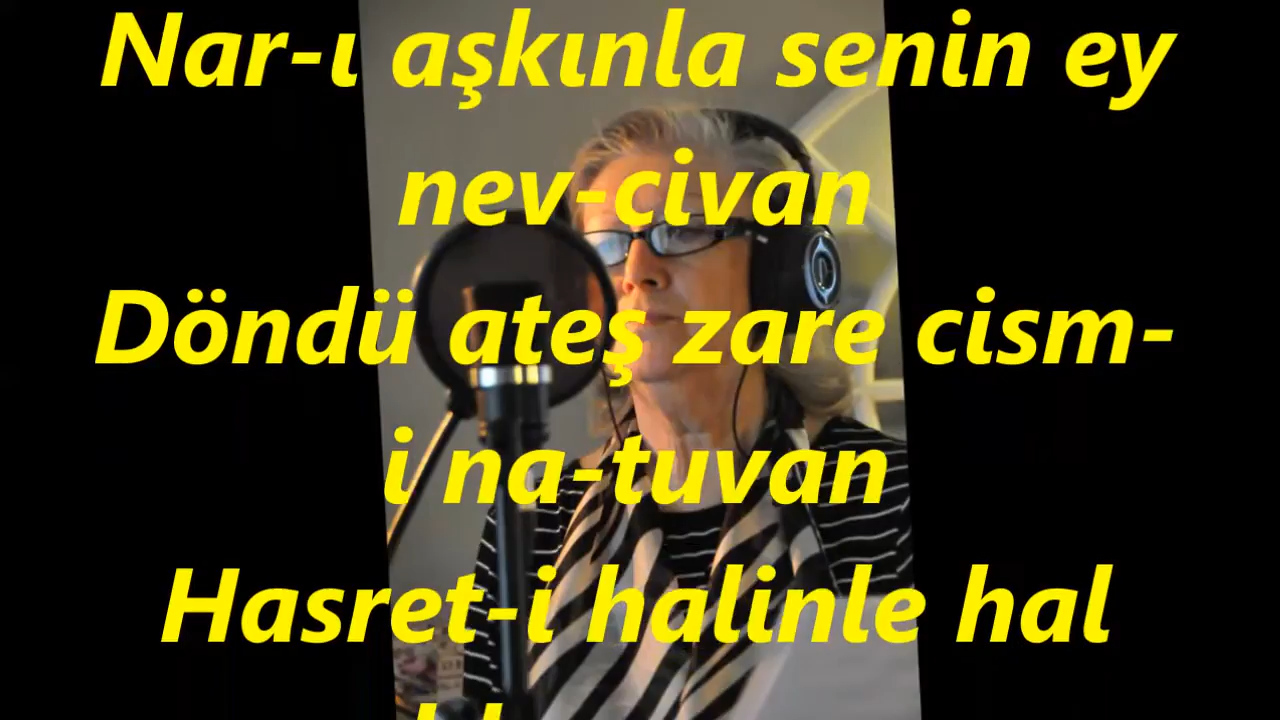 Nar-ı aşkınla senin ey
nev-civan
Döndü ateş zare cism-
i na-tuvan
Hasret-i halinle hal